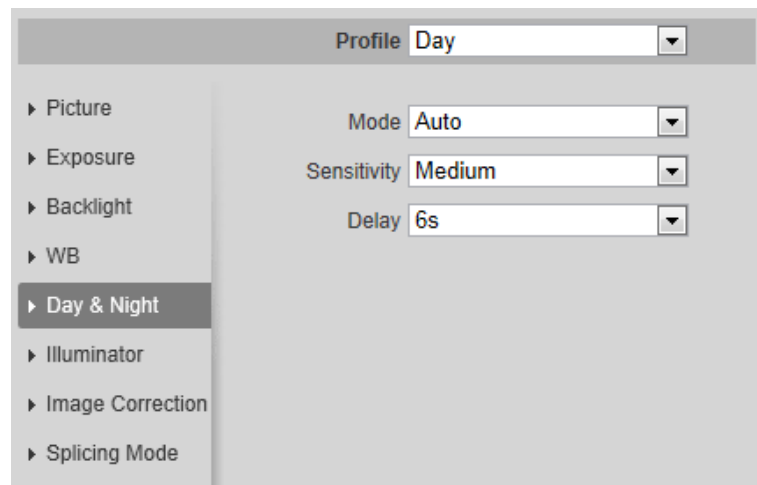 Profile Day
Picture
Mode Auto
Exposure
Sensitivity Medium
Backlight
Delay 6s
WB
Day & Night
Illuminator
Image Correction
Splicing Mode